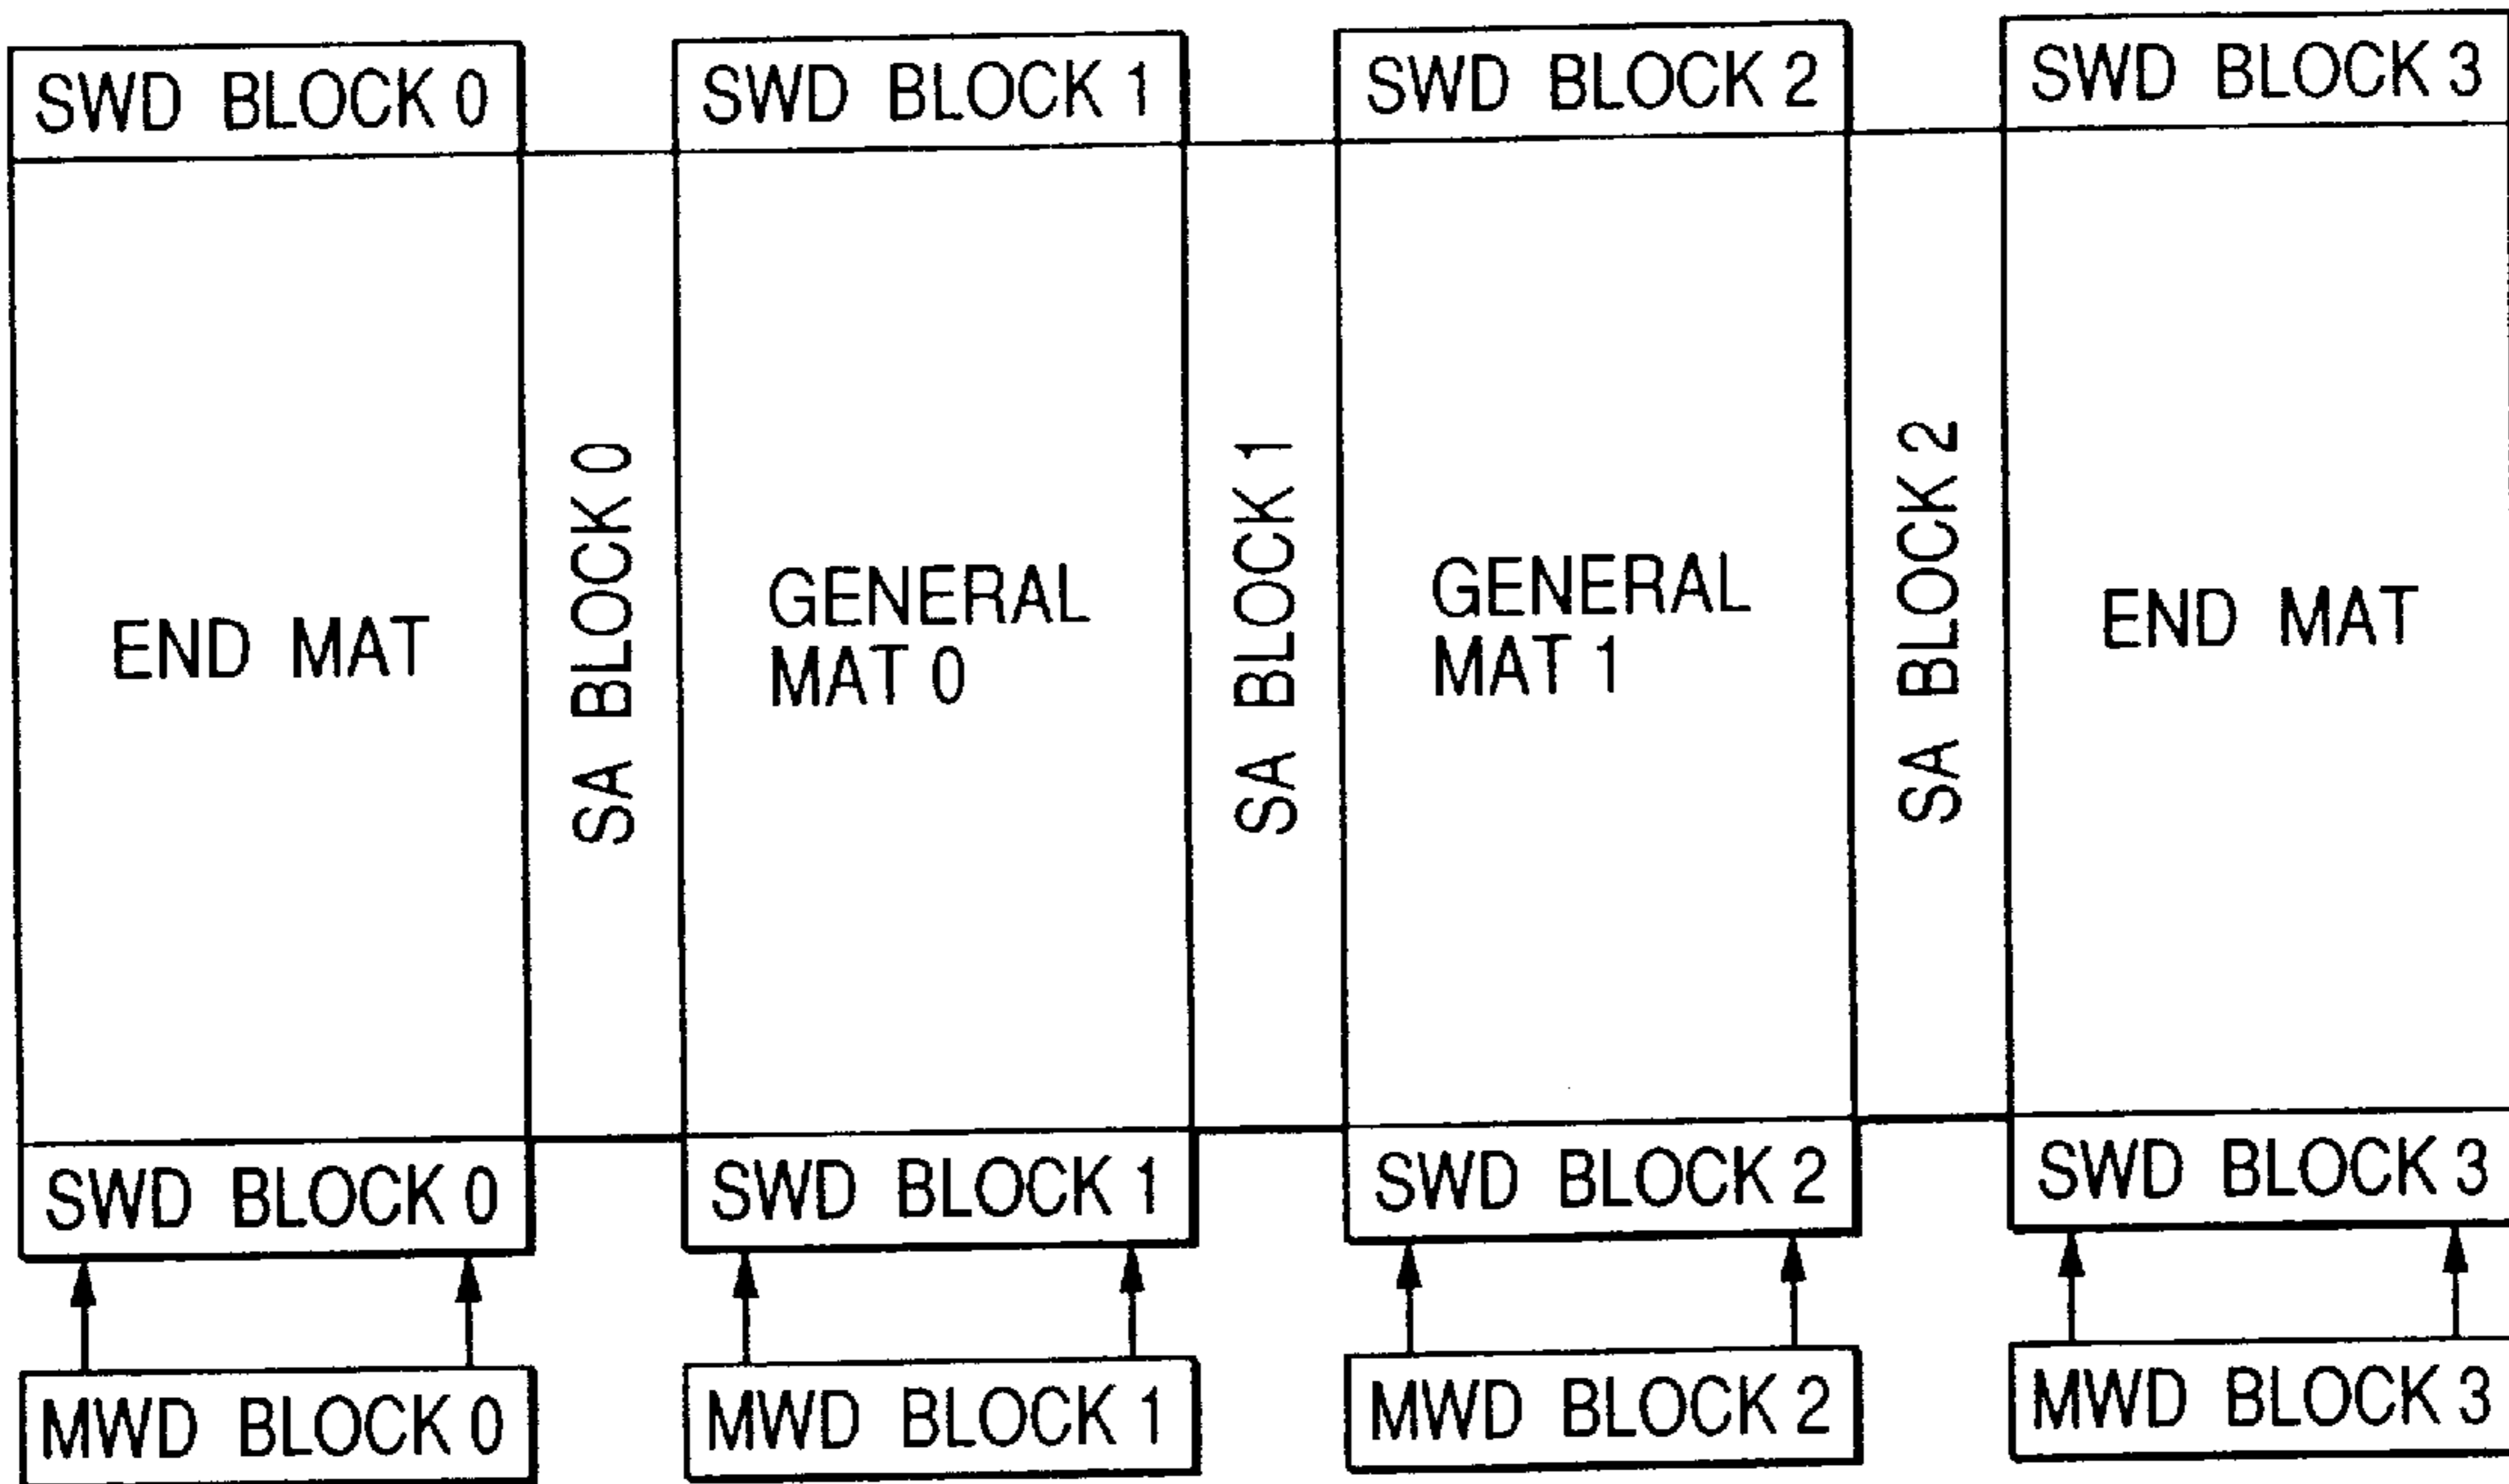 SWD BLOCK 0
SWD BLOCK 1
SWD BLOCK 2
SWD BLOCK 3
END MAT
SA BLOCK 0
GENERAL
MAT 0
SA BLOCK 1
GENERAL
MAT 1
SA BLOCK 2
END MAT
SWD BLOCK 0
SWD BLOCK 1
SWD BLOCK 2
SWD BLOCK 3
MWD BLOCK 0
MWD BLOCK 1
MWD BLOCK 2
MWD BLOCK 3